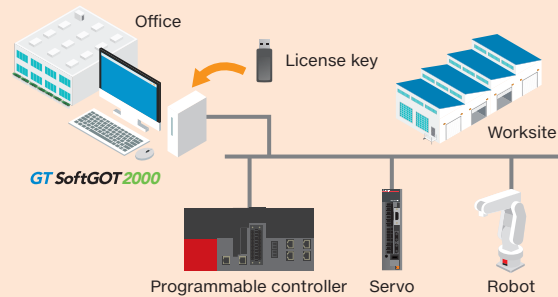 Office
License key
Worksite
GT SoftGOT2000
Programmable controller
Servo
Robot